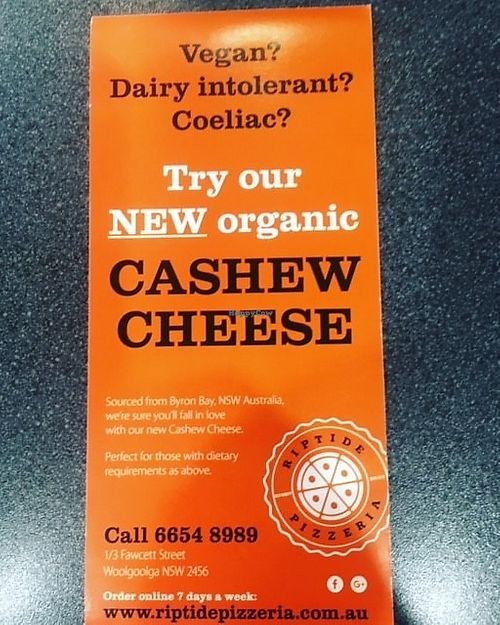 Vegan?
Dairy intolerant?
Coeliac?
Try our
NEW organic
CASHEW
CHEESE
HappyCow
Sourced from Byron Bay, NSW Australia,
we're sure you'll fall in love
with our new Cashew Cheese.
Perfect for those with dietary
requirements as above.
RIPTIDE
PIZZERIA
Call 6654 8989
1/3 Fawcett Street
Woolgoolga NSW 2456
f G+
Order online 7 days a week:
www.riptidepizzeria.com.au